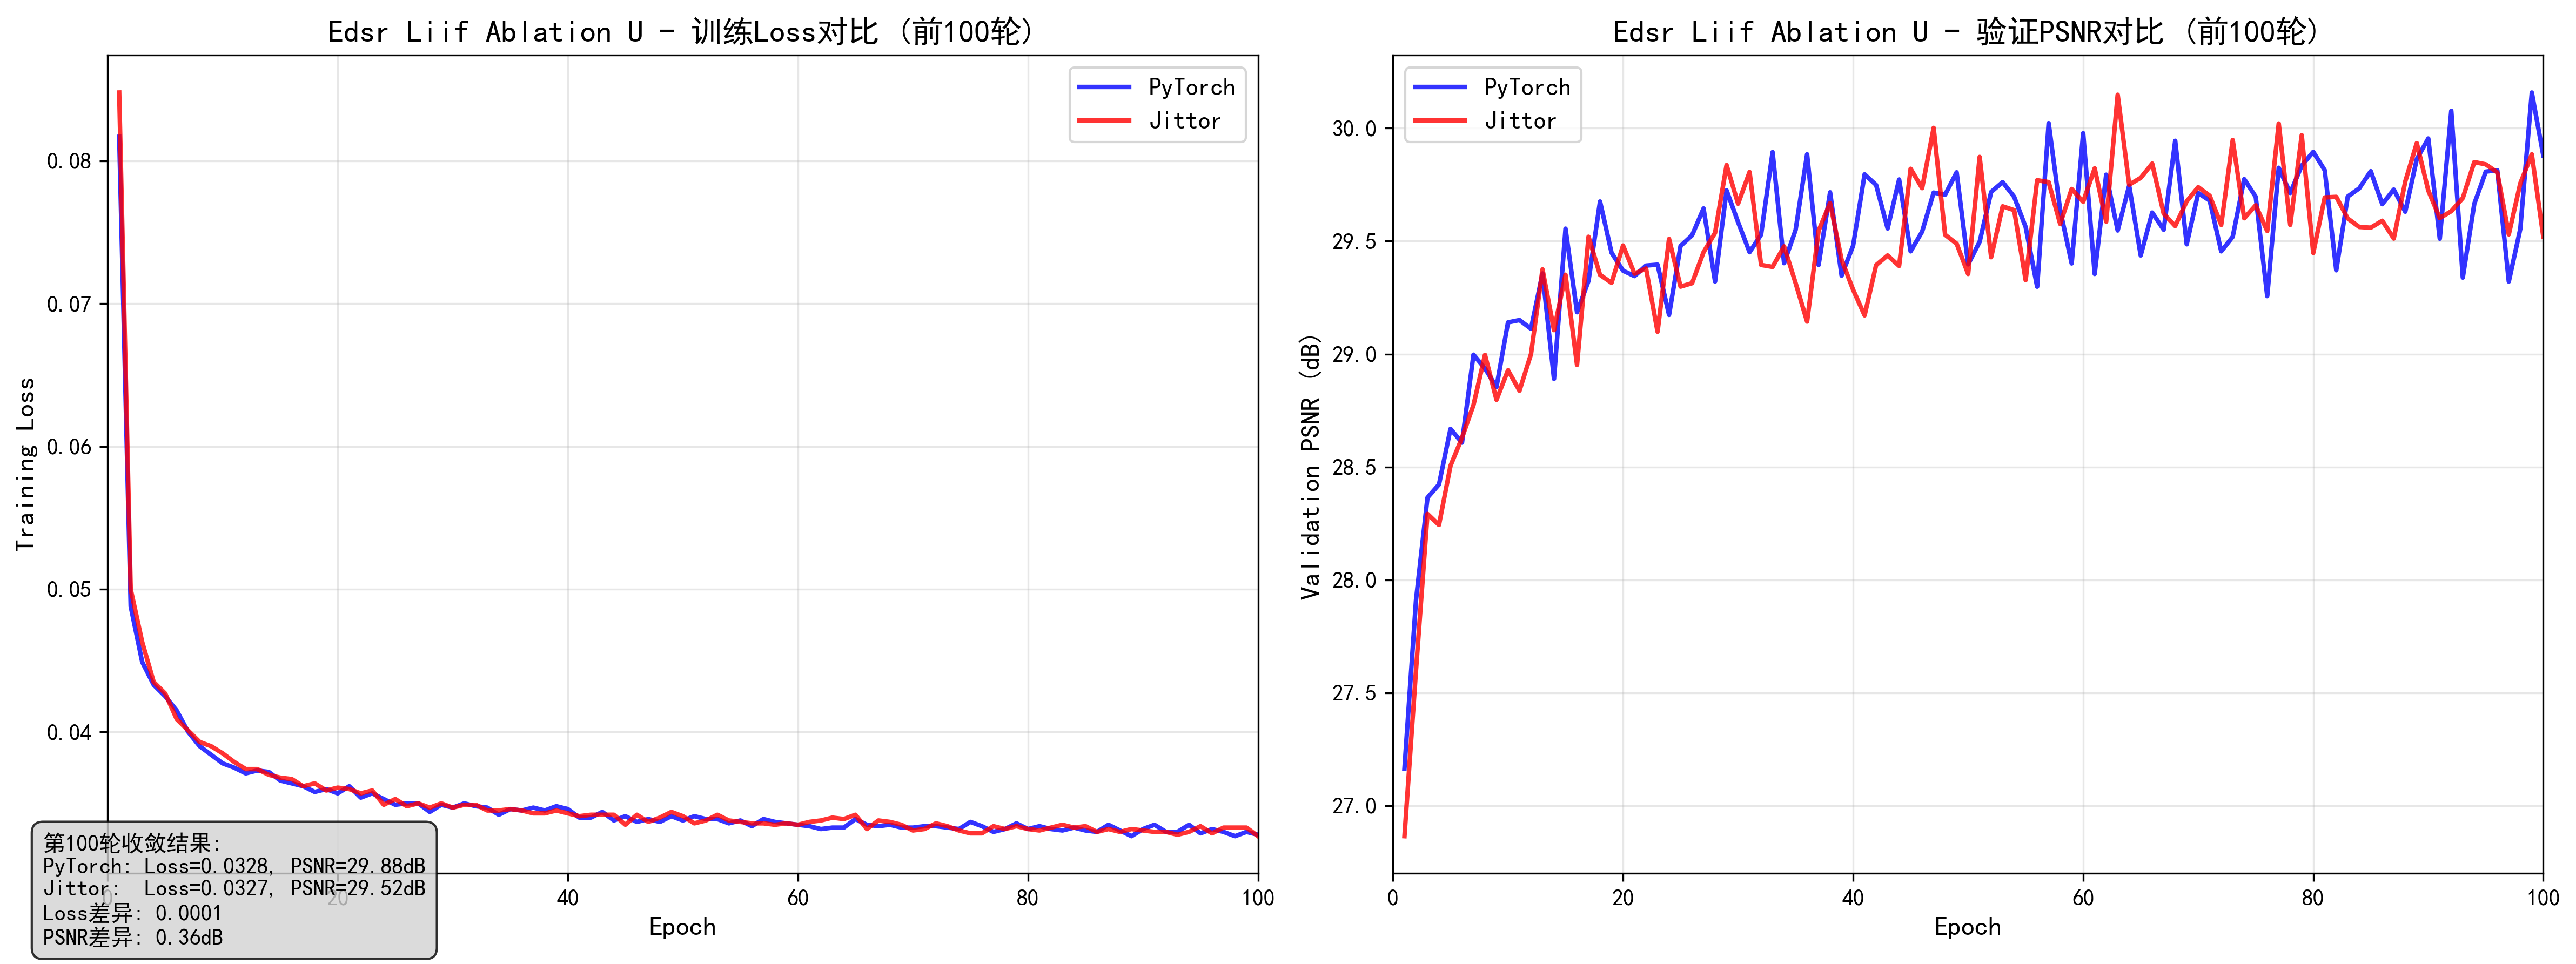 Edsr Liif Ablation U - 训练Loss对比 (前100轮)
PyTorch
Jittor
Training Loss
0.08
0.07
0.06
0.05
0.04
0 20 40 60 80 100
Epoch
第100轮收敛结果:
PyTorch: Loss=0.0328, PSNR=29.88dB
Jittor: Loss=0.0327, PSNR=29.52dB
Loss差异: 0.0001
PSNR差异: 0.36dB
Edsr Liif Ablation U - 验证PSNR对比 (前100轮)
PyTorch
Jittor
Validation PSNR (dB)
30.0
29.5
29.0
28.5
28.0
27.5
27.0
0 20 40 60 80 100
Epoch